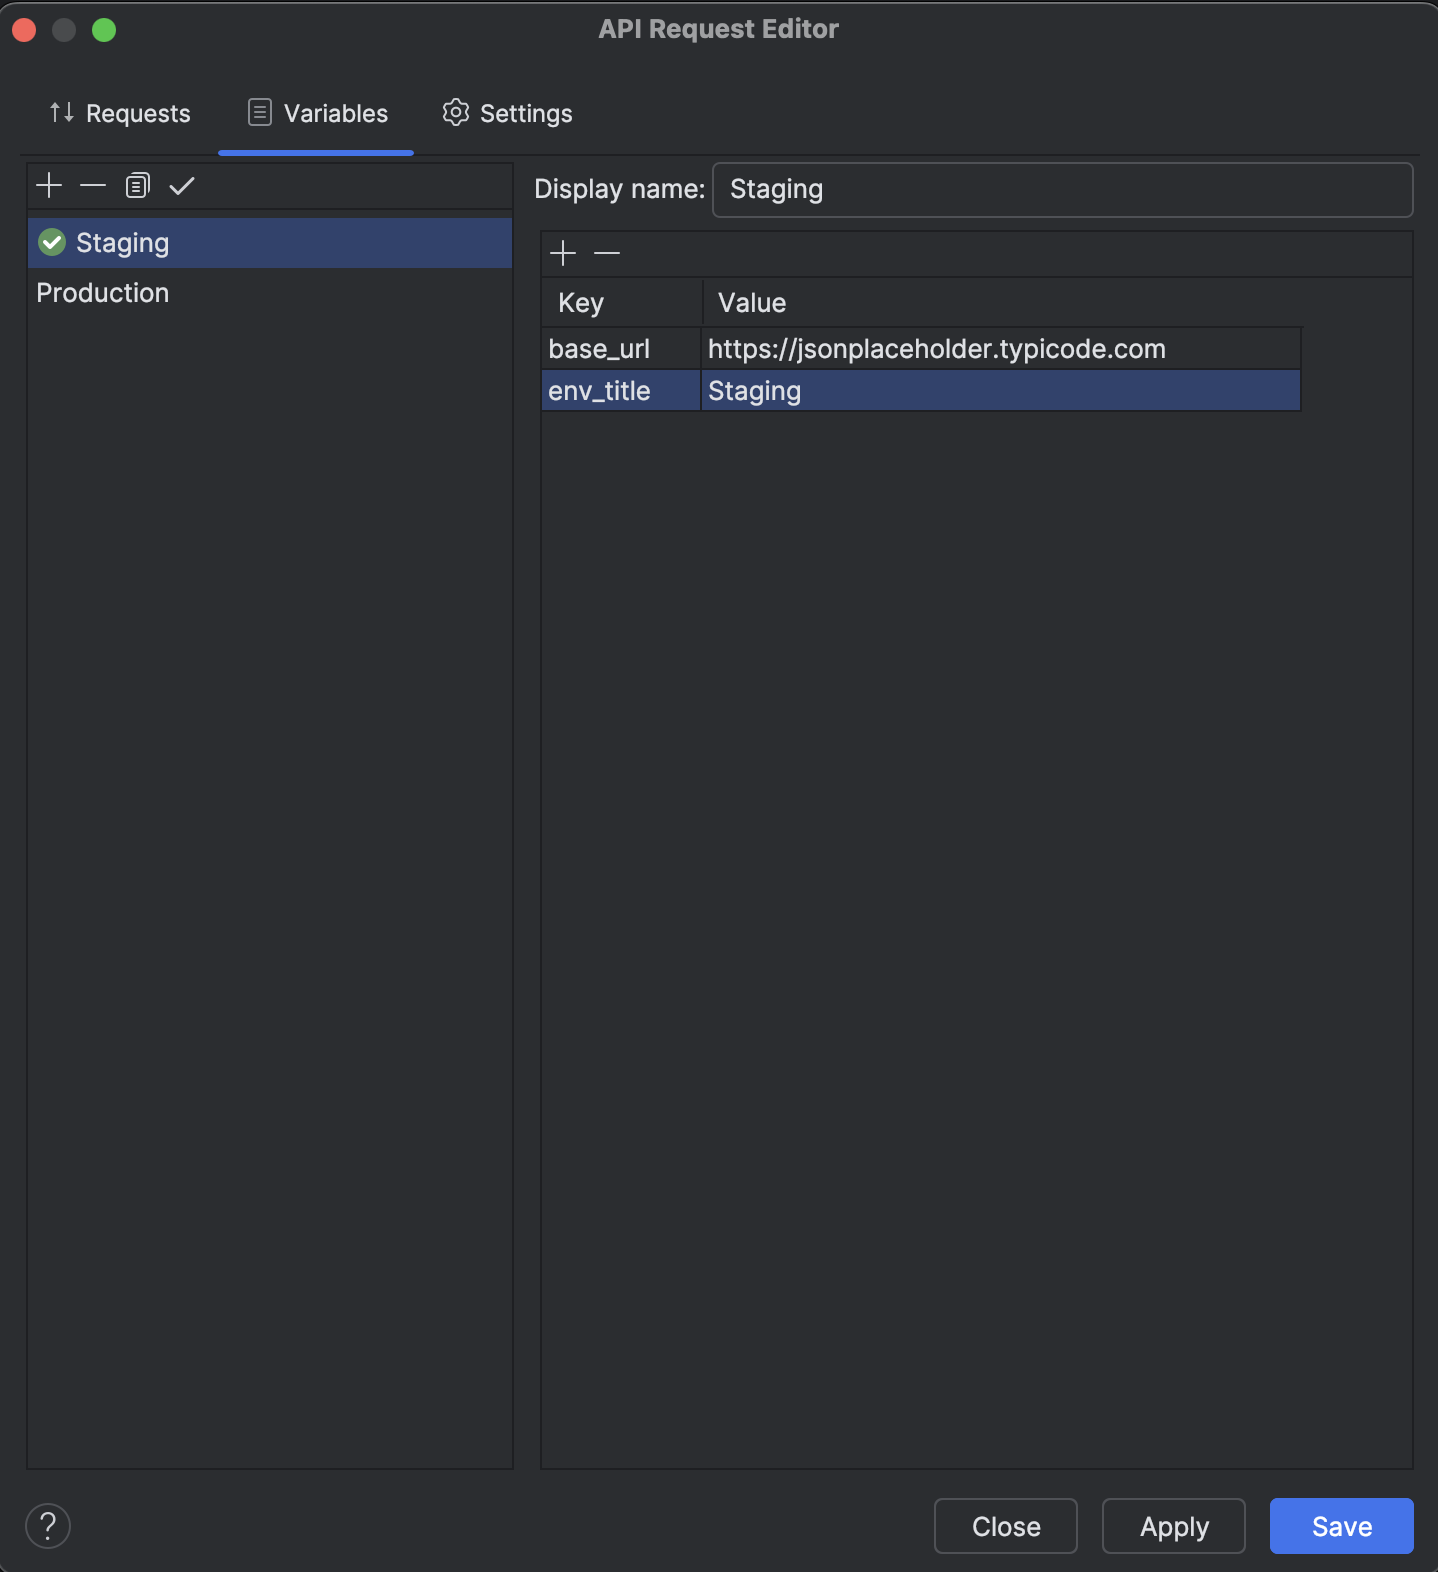 API Request Editor
Requests
Variables
Settings
Display name: Staging
Staging
Production
Key Value
base_url https://jsonplaceholder.typicode.com
env_title Staging
? Close Apply Save